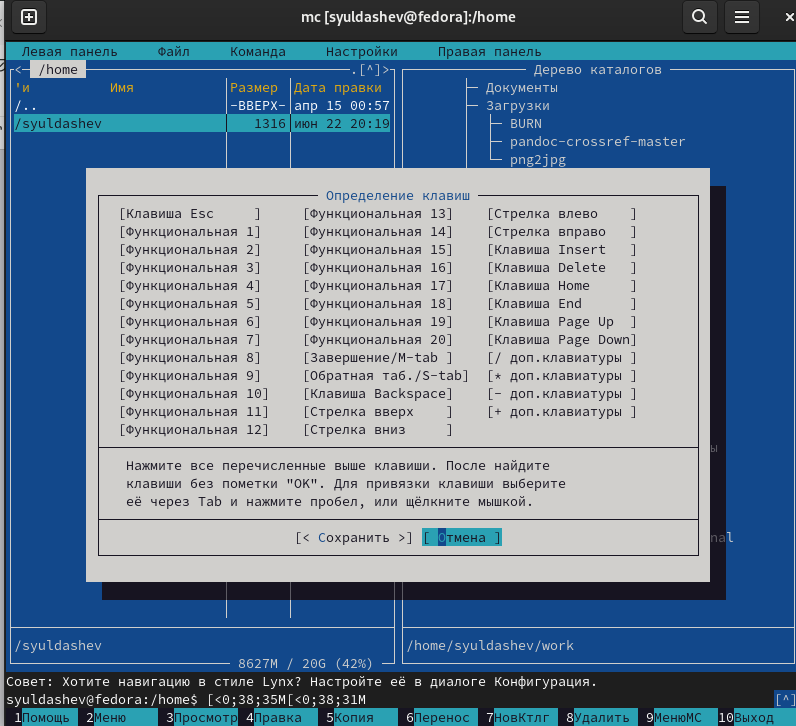 mc [syuldashev@fedora]:/home
Левая панель Файл Команда Настройки Правая панель
<— /home .[^]> Дерево каталогов
'и Имя Размер Дата правки
/.. -ВВЕРХ- апр 15 00:57
/syuldashev 1316 июн 22 20:19
Документы
Загрузки
BURN
pandoc-crossref-master
png2jpg
Определение клавиш
[Клавиша Esc ] [Функциональная 13] [Стрелка влево ]
[Функциональная 1] [Функциональная 14] [Стрелка вправо ]
[Функциональная 2] [Функциональная 15] [Клавиша Insert ]
[Функциональная 3] [Функциональная 16] [Клавиша Delete ]
[Функциональная 4] [Функциональная 17] [Клавиша Home ]
[Функциональная 5] [Функциональная 18] [Клавиша End ]
[Функциональная 6] [Функциональная 19] [Клавиша Page Up ]
[Функциональная 7] [Функциональная 20] [Клавиша Page Down]
[Функциональная 8] [Завершение/M-tab ] [/ доп.клавиатуры ]
[Функциональная 9] [Обратная таб./S-tab] [* доп.клавиатуры ]
[Функциональная 10] [Клавиша Backspace] [- доп.клавиатуры ]
[Функциональная 11] [Стрелка вверх ] [+ доп.клавиатуры ]
[Функциональная 12] [Стрелка вниз ]
ы
Нажмите все перечисленные выше клавиши. После найдите
клавиши без пометки "OK". Для привязки клавиши выберите
её через Tab и нажмите пробел, или щёлкните мышкой.
[< Сохранить >] [ Отмена ]
nal
/syuldashev /home/syuldashev/work
8627M / 20G (42%)
Совет: Хотите навигацию в стиле Lynx? Настройте её в диалоге Конфигурация.
syuldashev@fedora:/home$ [<0;38;35M[<0;38;31M [^]
1Помощь 2Меню 3Просмотр 4Правка 5Копия 6Перенос 7НовКтлг 8Удалить 9МенюMC 10Выход